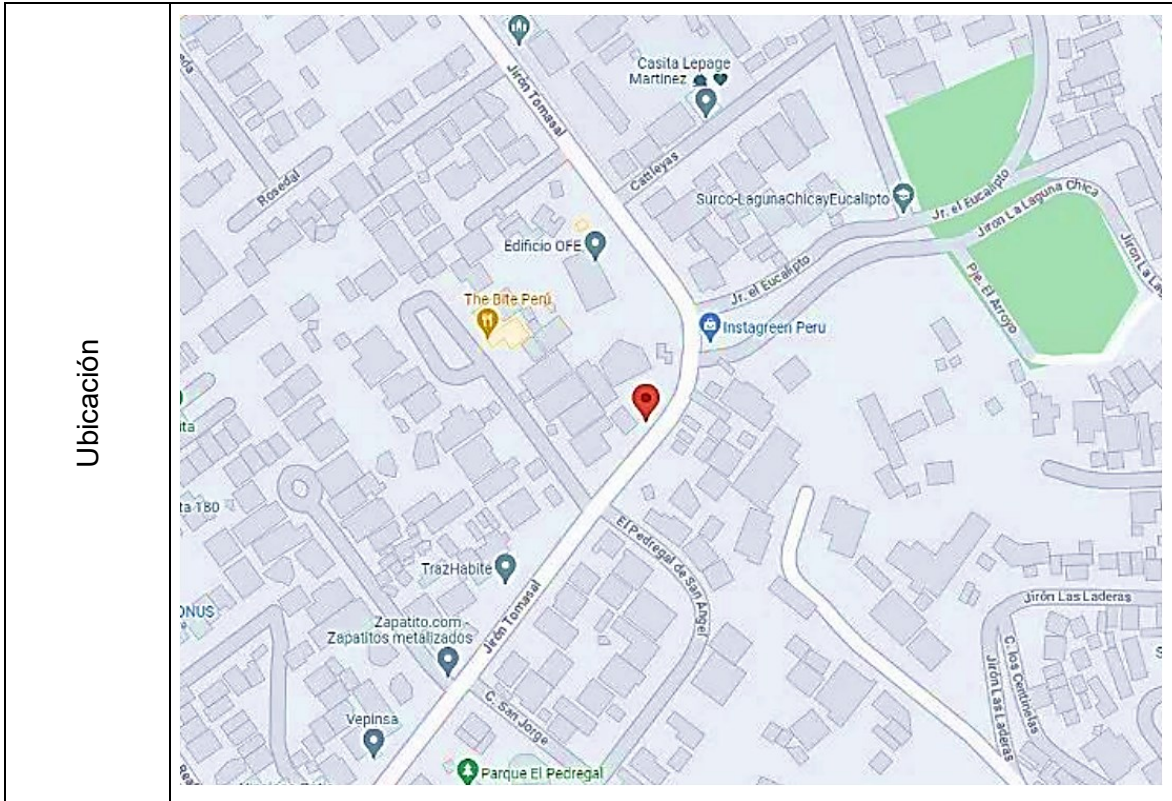 Ubicación
Jirón Tomasal
Casita Lepage
Martinez
Cattleyas
Rosedal
Surco-LagunaChicayEucalipto
Jr. el Eucalipto
Jirón La Laguna Chica
Edificio OFE
Jr. el Eucalipto
Pje. El Arroyo
The Bite Perú
Instagreen Peru
ta 180
El Pedregal de San Angel
TrazHabite
Jirón Las Laderas
Zapatito.com -
Zapatitos metalizados
Jirón Tomasal
C. los Centinelas
Jirón Las Laderas
C. San Jorge
Vepinsa
Parque El Pedregal